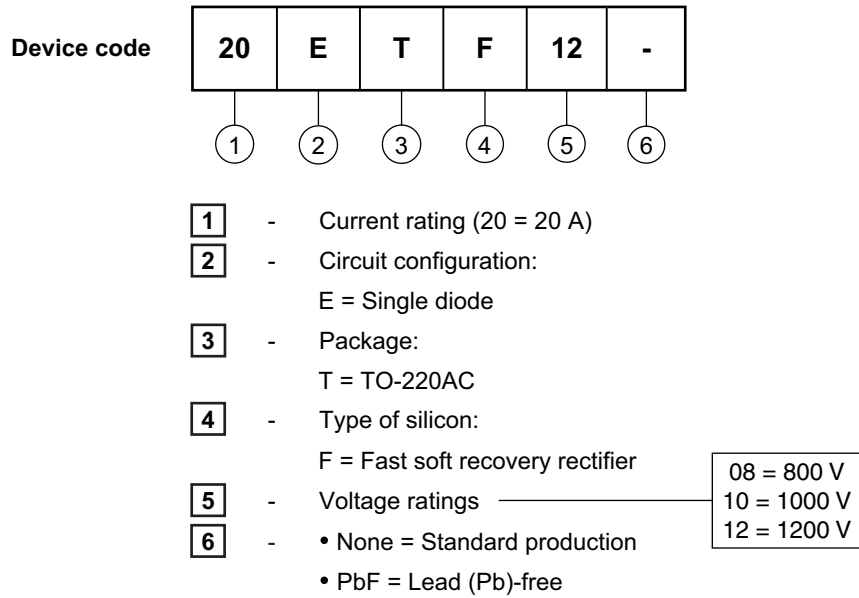 Device code 20 E T F 12 -
1 2 3 4 5 6
1 - Current rating (20 = 20 A)
2 - Circuit configuration:
E = Single diode
3 - Package:
T = TO-220AC
4 - Type of silicon:
F = Fast soft recovery rectifier
5 - Voltage ratings
08 = 800 V
10 = 1000 V
12 = 1200 V
6 - • None = Standard production
• PbF = Lead (Pb)-free